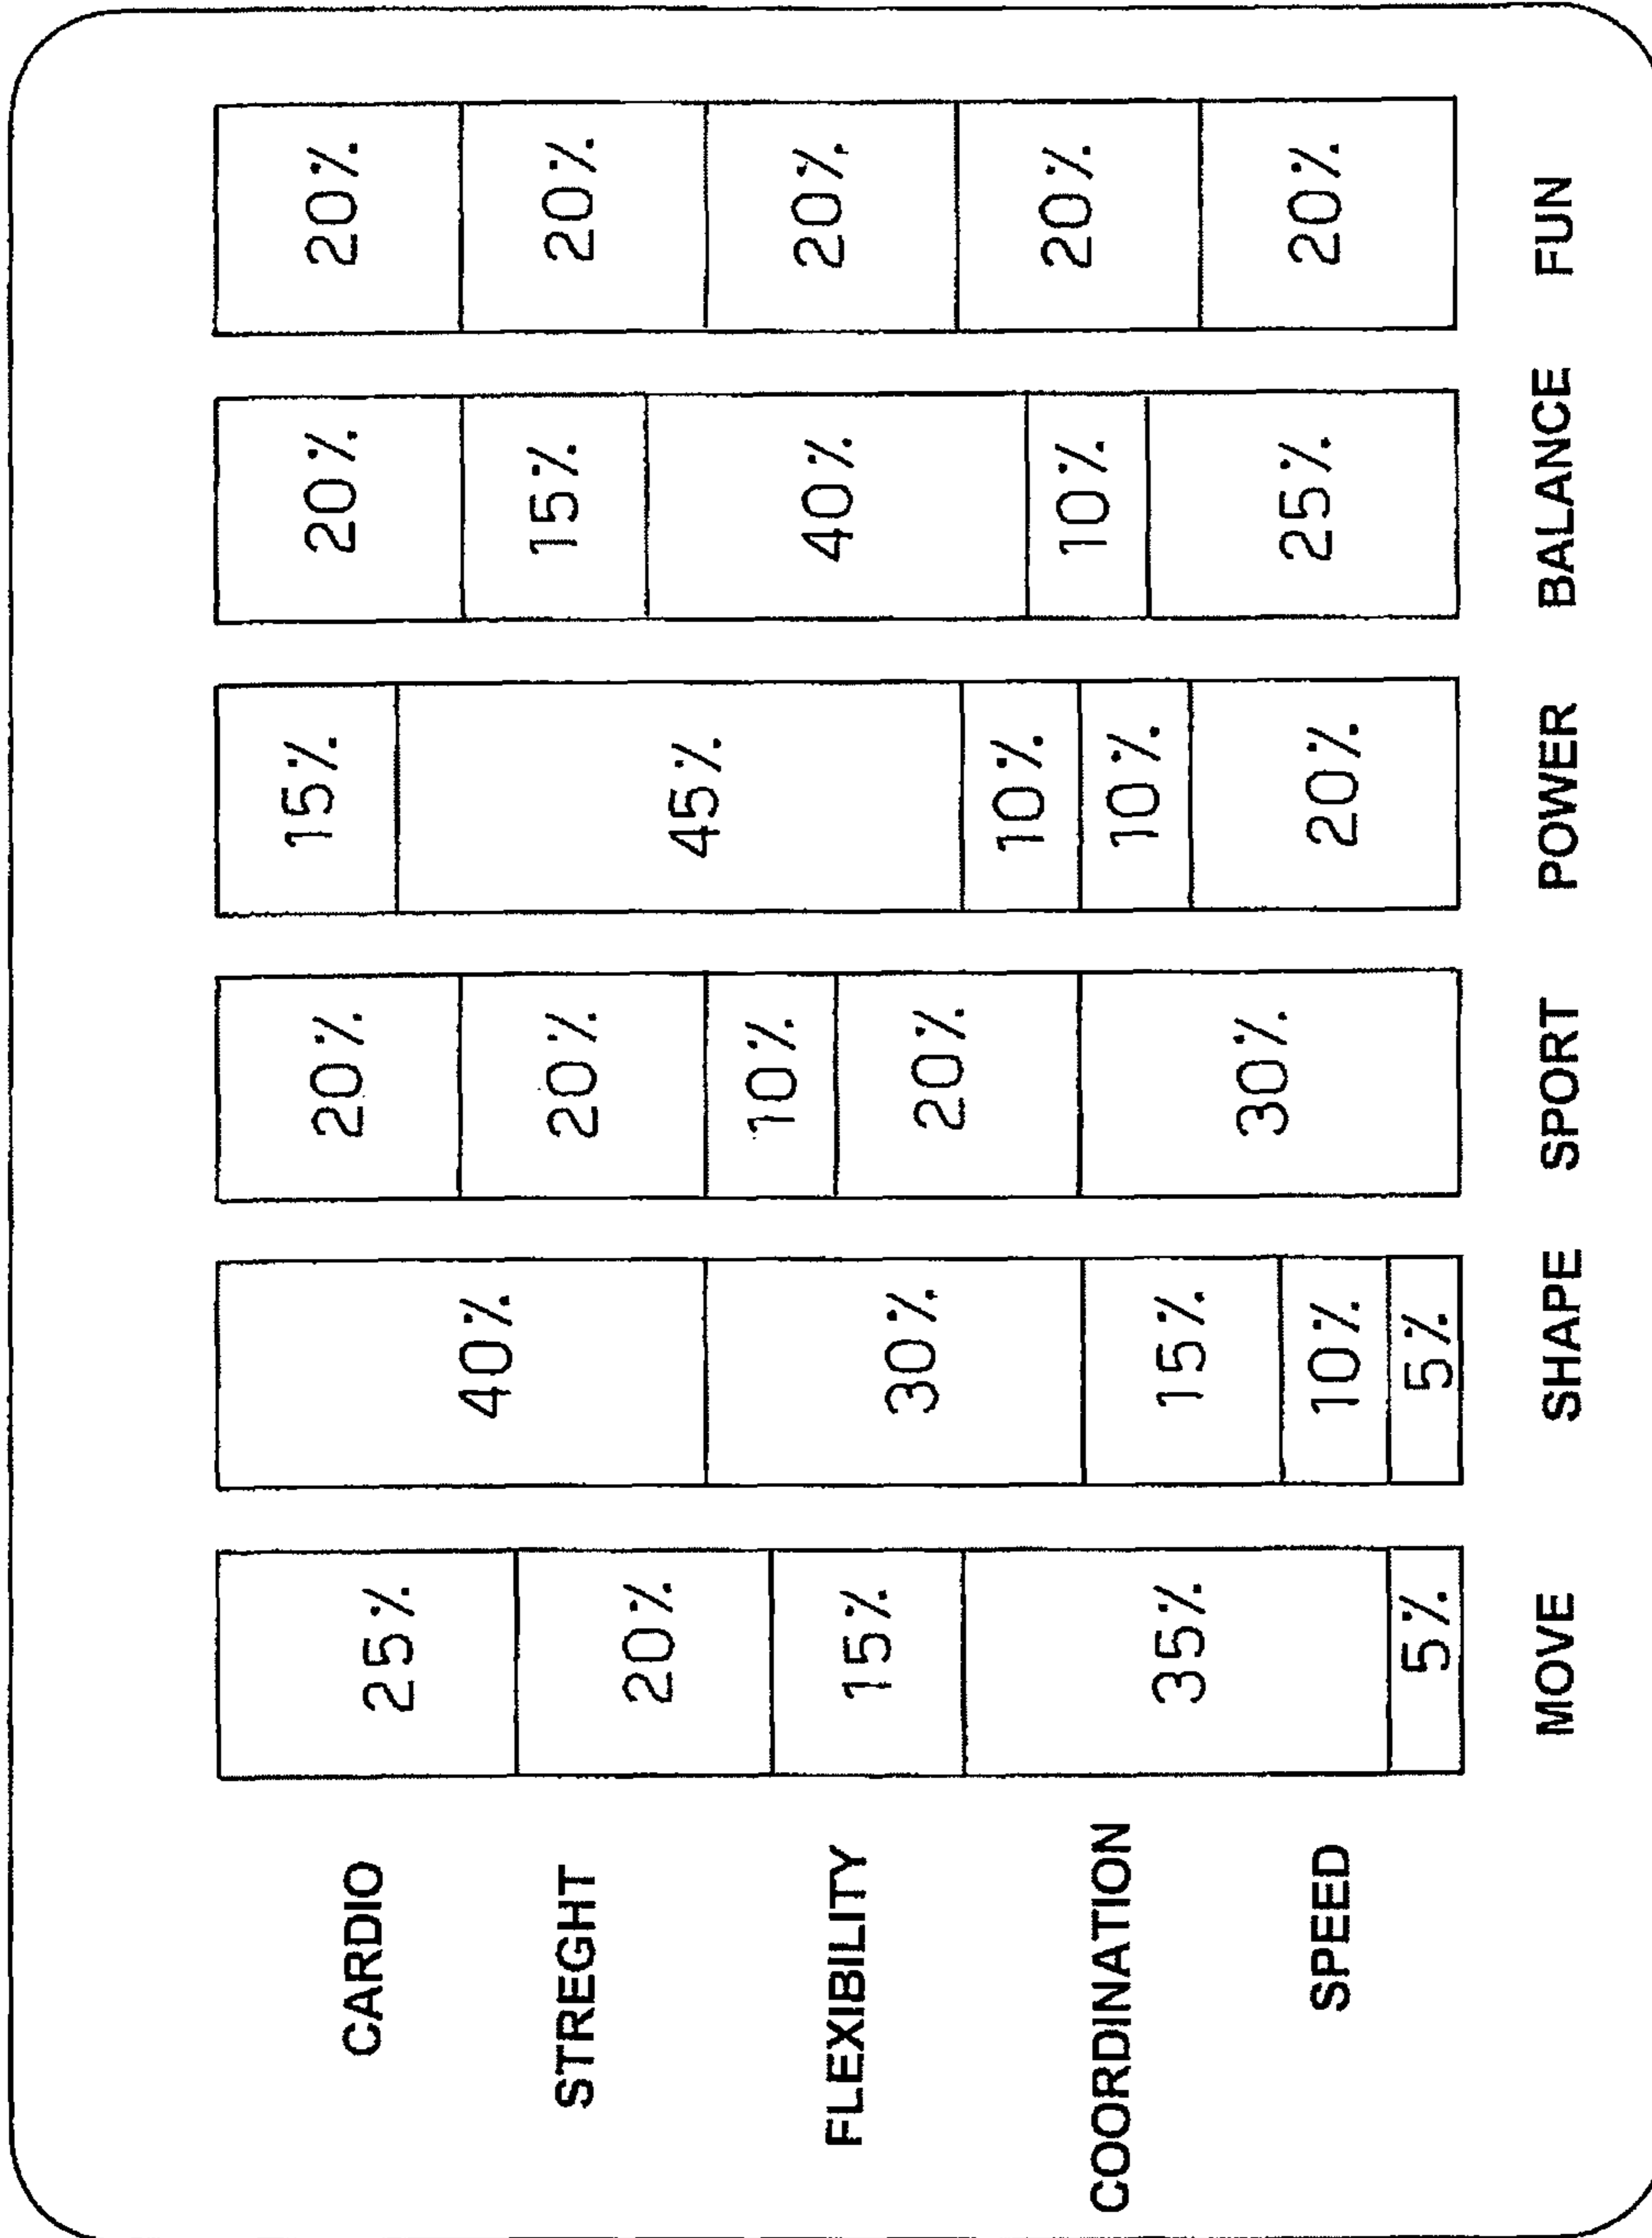 CARDIO 25% 40% 20% 15% 20% 20%
STREGHT 20% 30% 20% 45% 15% 20%
FLEXIBILITY 15% 15% 10% 10% 40% 20%
COORDINATION 35% 10% 20% 10% 10% 20%
SPEED 5% 5% 30% 20% 25% 20%
MOVE SHAPE SPORT POWER BALANCE FUN